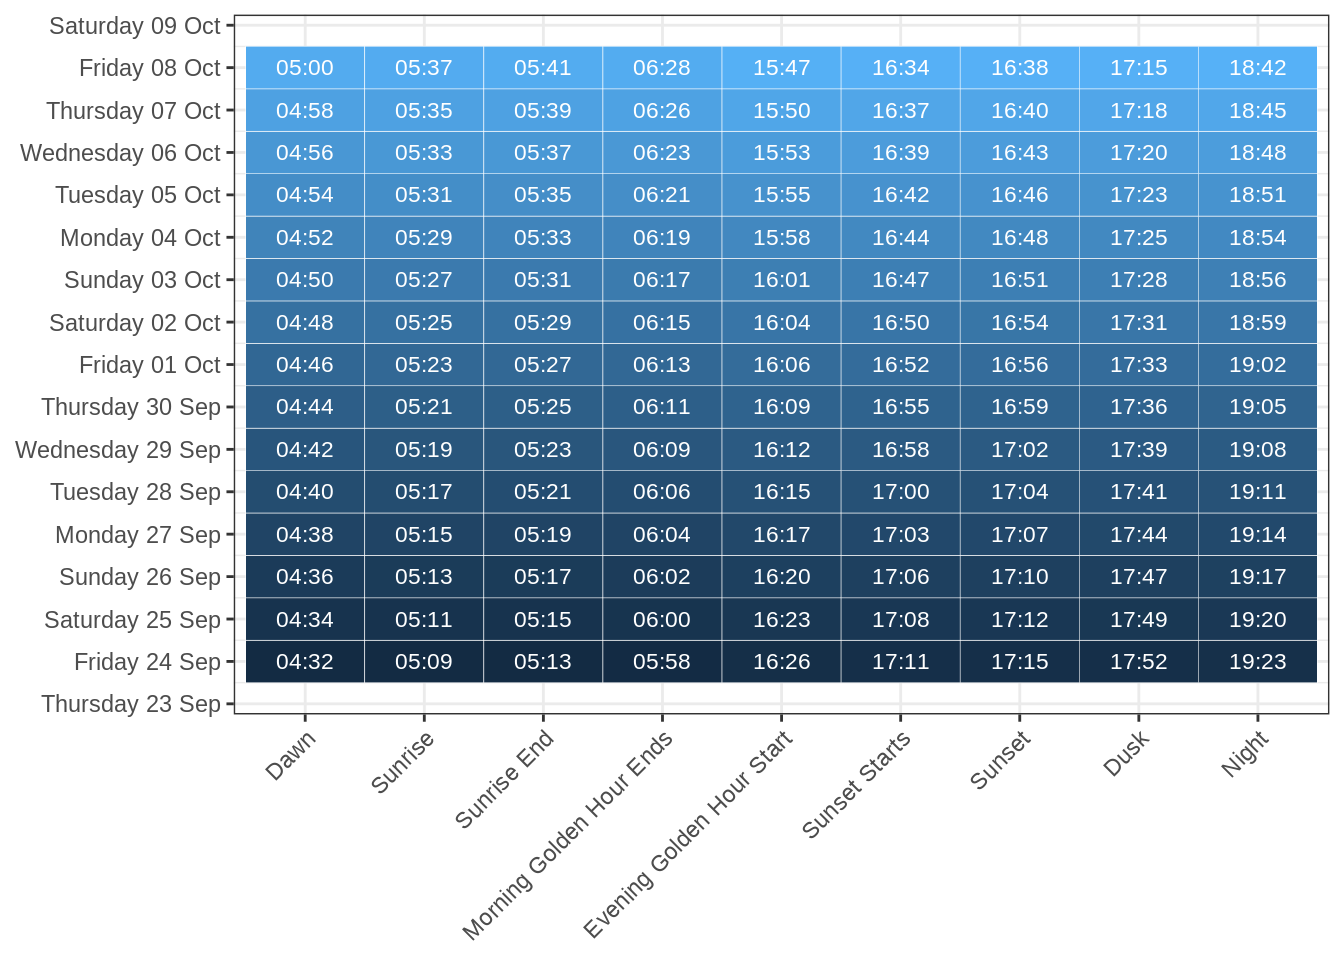 Saturday 09 Oct
Friday 08 Oct 05:00 05:37 05:41 06:28 15:47 16:34 16:38 17:15 18:42
Thursday 07 Oct 04:58 05:35 05:39 06:26 15:50 16:37 16:40 17:18 18:45
Wednesday 06 Oct 04:56 05:33 05:37 06:23 15:53 16:39 16:43 17:20 18:48
Tuesday 05 Oct 04:54 05:31 05:35 06:21 15:55 16:42 16:46 17:23 18:51
Monday 04 Oct 04:52 05:29 05:33 06:19 15:58 16:44 16:48 17:25 18:54
Sunday 03 Oct 04:50 05:27 05:31 06:17 16:01 16:47 16:51 17:28 18:56
Saturday 02 Oct 04:48 05:25 05:29 06:15 16:04 16:50 16:54 17:31 18:59
Friday 01 Oct 04:46 05:23 05:27 06:13 16:06 16:52 16:56 17:33 19:02
Thursday 30 Sep 04:44 05:21 05:25 06:11 16:09 16:55 16:59 17:36 19:05
Wednesday 29 Sep 04:42 05:19 05:23 06:09 16:12 16:58 17:02 17:39 19:08
Tuesday 28 Sep 04:40 05:17 05:21 06:06 16:15 17:00 17:04 17:41 19:11
Monday 27 Sep 04:38 05:15 05:19 06:04 16:17 17:03 17:07 17:44 19:14
Sunday 26 Sep 04:36 05:13 05:17 06:02 16:20 17:06 17:10 17:47 19:17
Saturday 25 Sep 04:34 05:11 05:15 06:00 16:23 17:08 17:12 17:49 19:20
Friday 24 Sep 04:32 05:09 05:13 05:58 16:26 17:11 17:15 17:52 19:23
Thursday 23 Sep
Dawn
Sunrise
Sunrise End
Morning Golden Hour Ends
Evening Golden Hour Start
Sunset Starts
Sunset
Dusk
Night